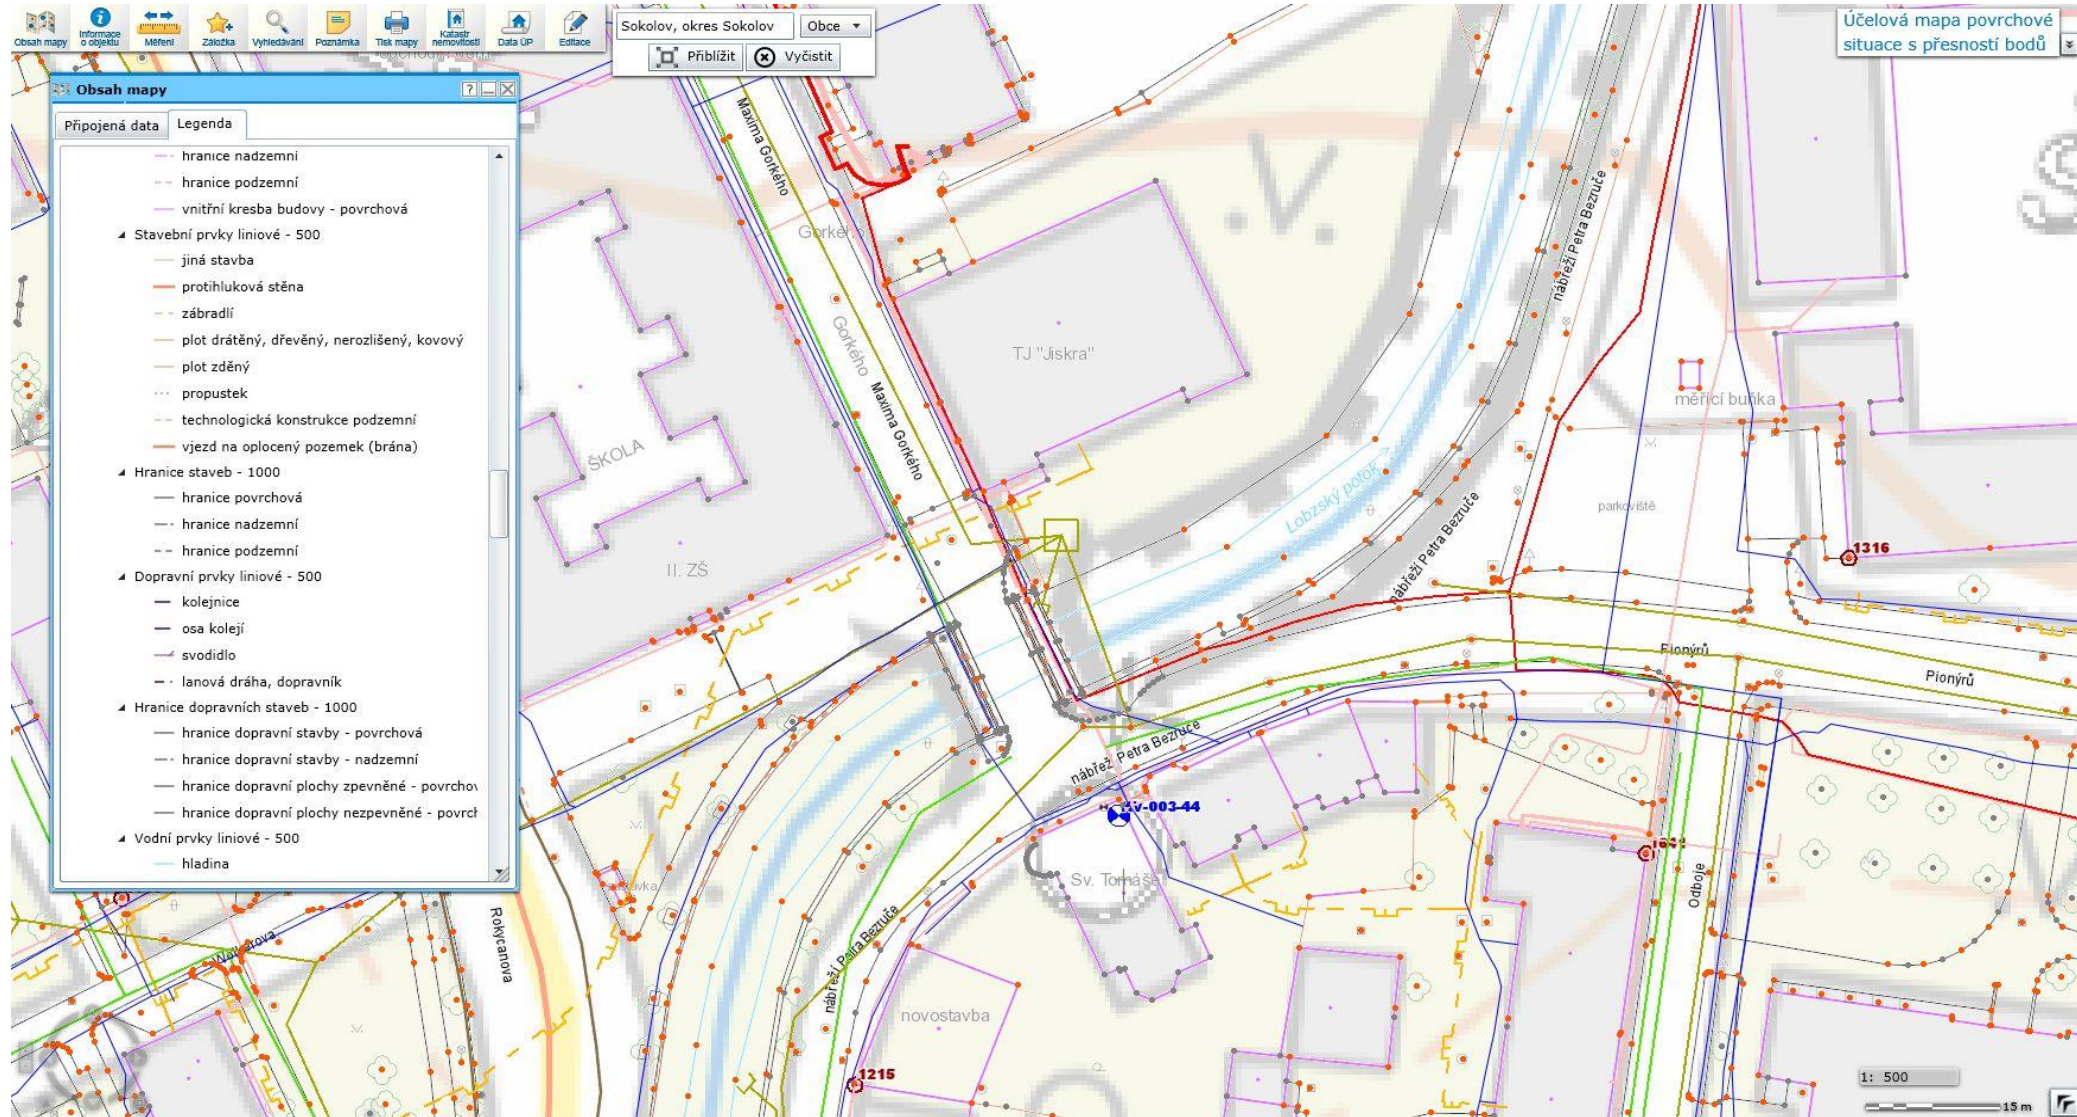 Obsah mapy
Informace o objektu
Měření
Záložka
Vyhledávání
Poznámka
Tisk mapy
Katastr nemovitostí
Data ÚP
Editace
Sokolov, okres Sokolov
Obce
Přiblížit
Vyčistit
Účelová mapa povrchové
situace s přesností bodů
Obsah mapy
Připojená data
Legenda
hranice nadzemní
hranice podzemní
vnitřní kresba budovy - povrchová
Stavební prvky liniové - 500
jiná stavba
protihluková stěna
zábradlí
plot drátěný, dřevěný, nerozlišený, kovový
plot zděný
propustek
technologická konstrukce podzemní
vjezd na oplocený pozemek (brána)
Hranice staveb - 1000
hranice povrchová
hranice nadzemní
hranice podzemní
Dopravní prvky liniové - 500
kolejnice
osa kolejí
svodidlo
lanová dráha, dopravník
Hranice dopravních staveb - 1000
hranice dopravní stavby - povrchová
hranice dopravní stavby - nadzemní
hranice dopravní plochy zpevněné - povrchov
hranice dopravní plochy nezpevněné - povrch
Vodní prvky liniové - 500
hladina
Maxima Gorkého
Gorkého
Gorkého
Maxima Gorkého
TJ "Jiskra"
ŠKOLA
II. ZŠ
nábřeží Petra Bezruče
Lobzský potok >
nábřeží Petra Bezruče
nábřeží Petra Bezruče
měřící buňka
parkoviště
1316
Pionýrů
Pionýrů
nábřeží Petra Bezruče
Sv. Tomáše
Odboje
nábřeží Petra Bezruče
Rokycanova
Wolkerova
novostavba
1215
1: 500
15 m